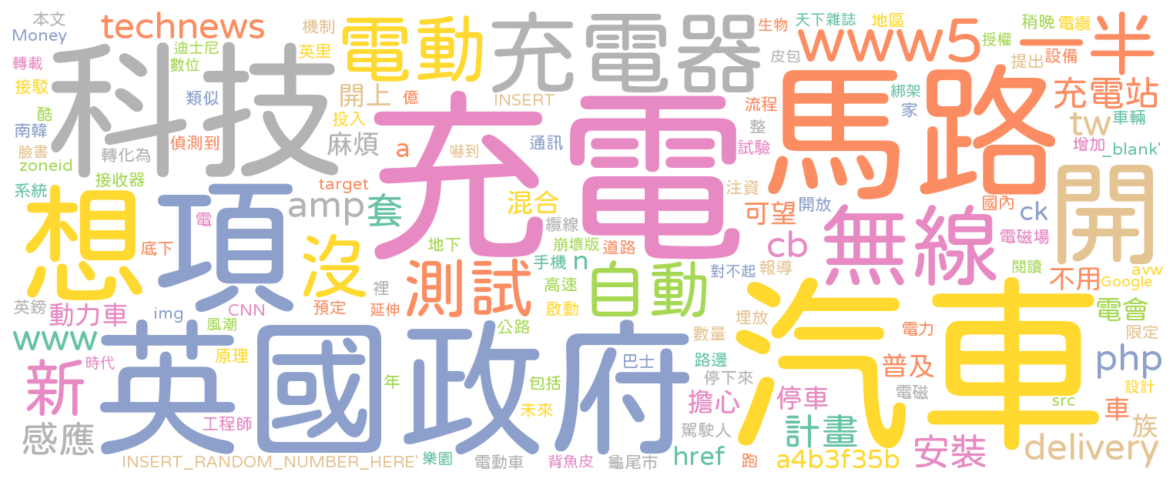 本文
technews
機制
電動
充電器
生物
天下雜誌
地區
稍晚
電纜
Money
迪士尼
英里
皮包
www5
授權
一半
轉載
數位
科技
提出
設備
接駁
類似
開上
億
INSERT
流程
馬路
綁架
充電站
酷
投入
充電
家
車輛
南韓
偵測到
麻煩
a
通訊
整
tw
臉書
轉化為
嚇到
試驗
增加
_blank'
zoneid
接收器
系統
target
混合
注資
開
想
項
amp
套
可望
開放
國內
ck
電
纜線
無線
沒
底下
地下
崩壞版
道路
cb
電磁場
測試
手機
n
對不起
報導
閱讀
不用
avw
自動
高速
Google
英鎊
動力車
img
CNN
預定
延伸
裡
啟動
埋放
電會
風潮
公路
數量
汽車
電力
限定
www
英國政府
原理
巴士
路邊
普及
php
新
時代
年
包括
停下來
電磁
設計
未來
擔心
停車
src
車
工程師
感應
駕駛人
計畫
族
INSERT_RANDOM_NUMBER_HERE'
樂園
電動車
背魚皮
龜尾市
href
跑
a4b3f35b
安裝
delivery